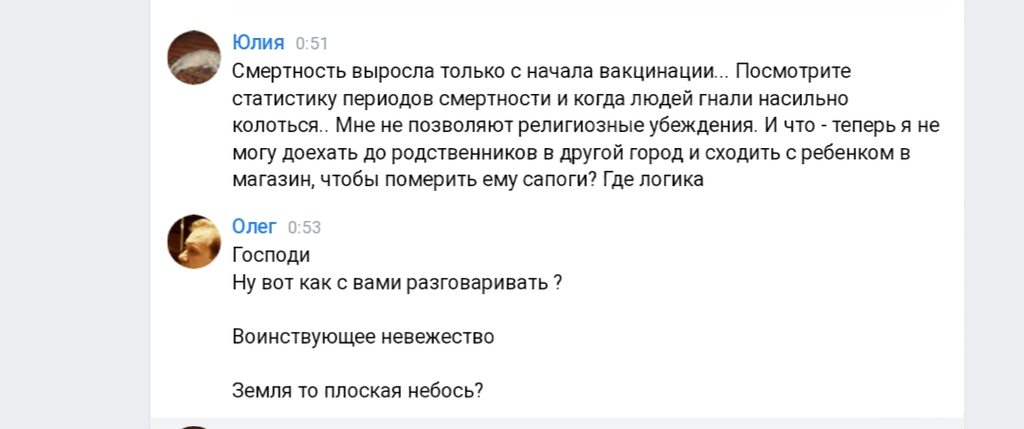 Юлия 0:51
Смертность выросла только с начала вакцинации... Посмотрите
статистику периодов смертности и когда людей гнали насильно
колоться.. Мне не позволяют религиозные убеждения. И что - теперь я не
могу доехать до родственников в другой город и сходить с ребенком в
магазин, чтобы померить ему сапоги? Где логика
Олег 0:53
Господи
Ну вот как с вами разговаривать ?
Воинствующее невежество
Земля то плоская небось?